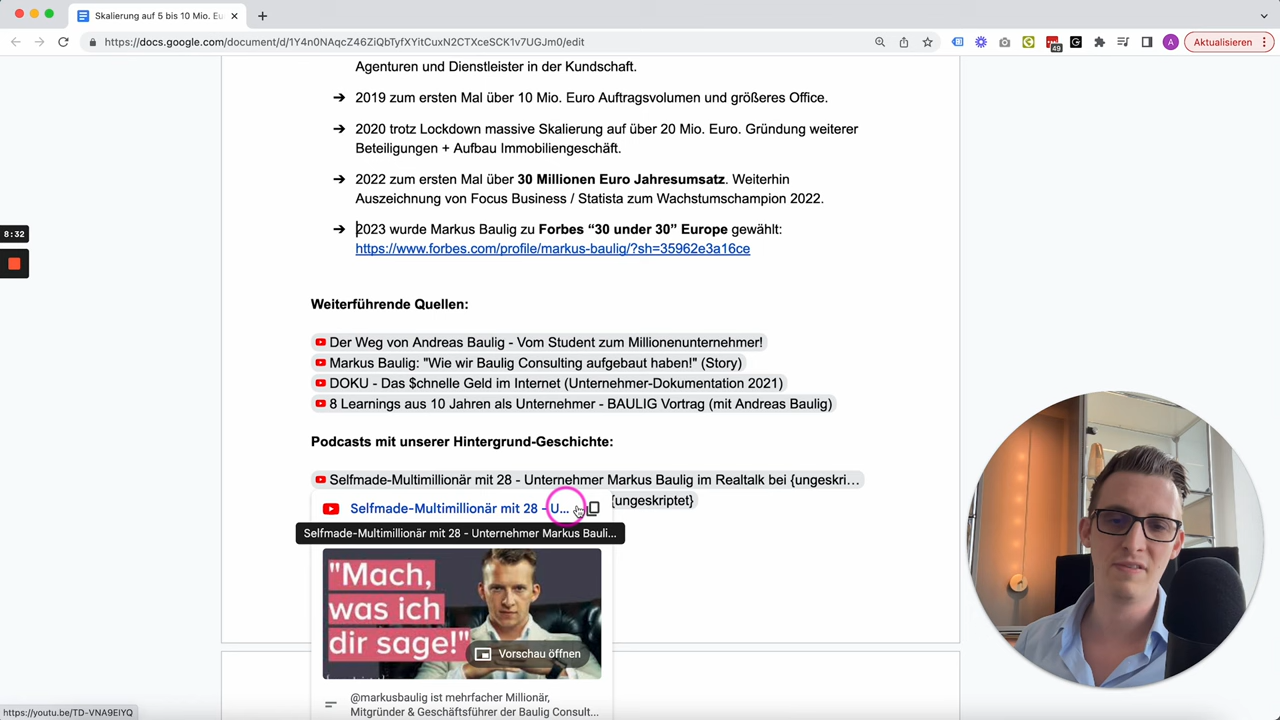 Skalierung auf 5 bis 10 Mio. Eu
https://docs.google.com/document/d/1Y4n0NAqcZ46ZiQbTyfXYitCuxN2CTXceSCK1v7UGJm0/edit
49
A
Aktualisieren
Agenturen und Dienstleister in der Kundschaft.
➔ 2019 zum ersten Mal über 10 Mio. Euro Auftragsvolumen und größeres Office.
➔ 2020 trotz Lockdown massive Skalierung auf über 20 Mio. Euro. Gründung weiterer
Beteiligungen + Aufbau Immobiliengeschäft.
➔ 2022 zum ersten Mal über 30 Millionen Euro Jahresumsatz. Weiterhin
Auszeichnung von Focus Business / Statista zum Wachstumschampion 2022.
➔ 2023 wurde Markus Baulig zu Forbes “30 under 30” Europe gewählt:
https://www.forbes.com/profile/markus-baulig/?sh=35962e3a16ce
8:32
Weiterführende Quellen:
Der Weg von Andreas Baulig - Vom Student zum Millionenunternehmer!
Markus Baulig: "Wie wir Baulig Consulting aufgebaut haben!" (Story)
DOKU - Das $chnelle Geld im Internet (Unternehmer-Dokumentation 2021)
8 Learnings aus 10 Jahren als Unternehmer - BAULIG Vortrag (mit Andreas Baulig)
Podcasts mit unserer Hintergrund-Geschichte:
Selfmade-Multimillionär mit 28 - Unternehmer Markus Baulig im Realtalk bei {ungeskri…
{ungeskriptet}
Selfmade-Multimillionär mit 28 - U...
Selfmade-Multimillionär mit 28 - Unternehmer Markus Bauli...
"Mach,
was ich
dir sage!"
Vorschau öffnen
@markusbaulig ist mehrfacher Millionär,
Mitgründer & Geschäftsführer der Baulig Consult...
https://youtu.be/TD-VNA9EIYQ